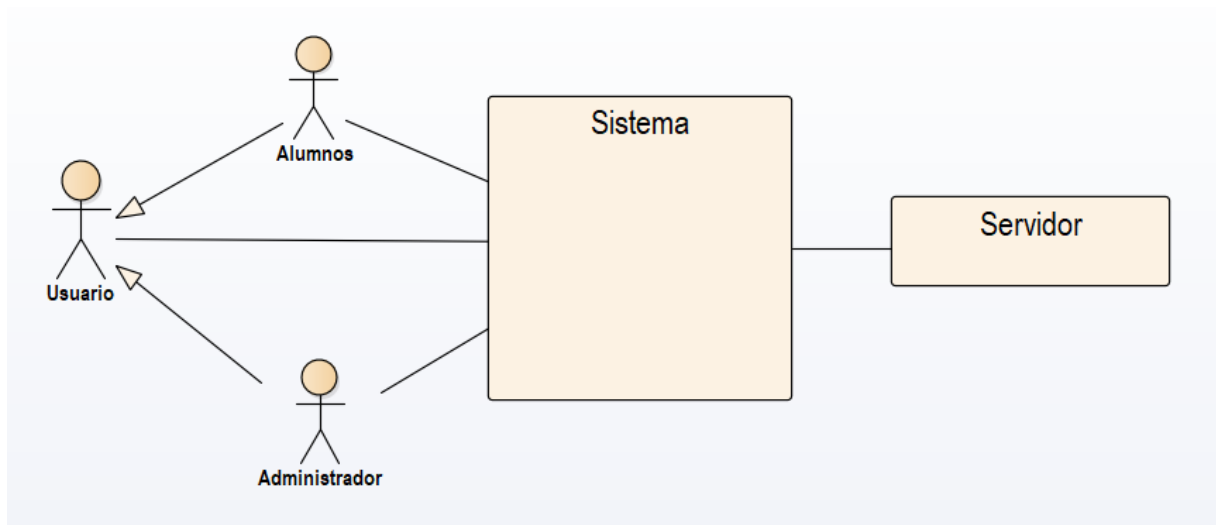 Alumnos
Sistema
Servidor
Usuario
Administrador